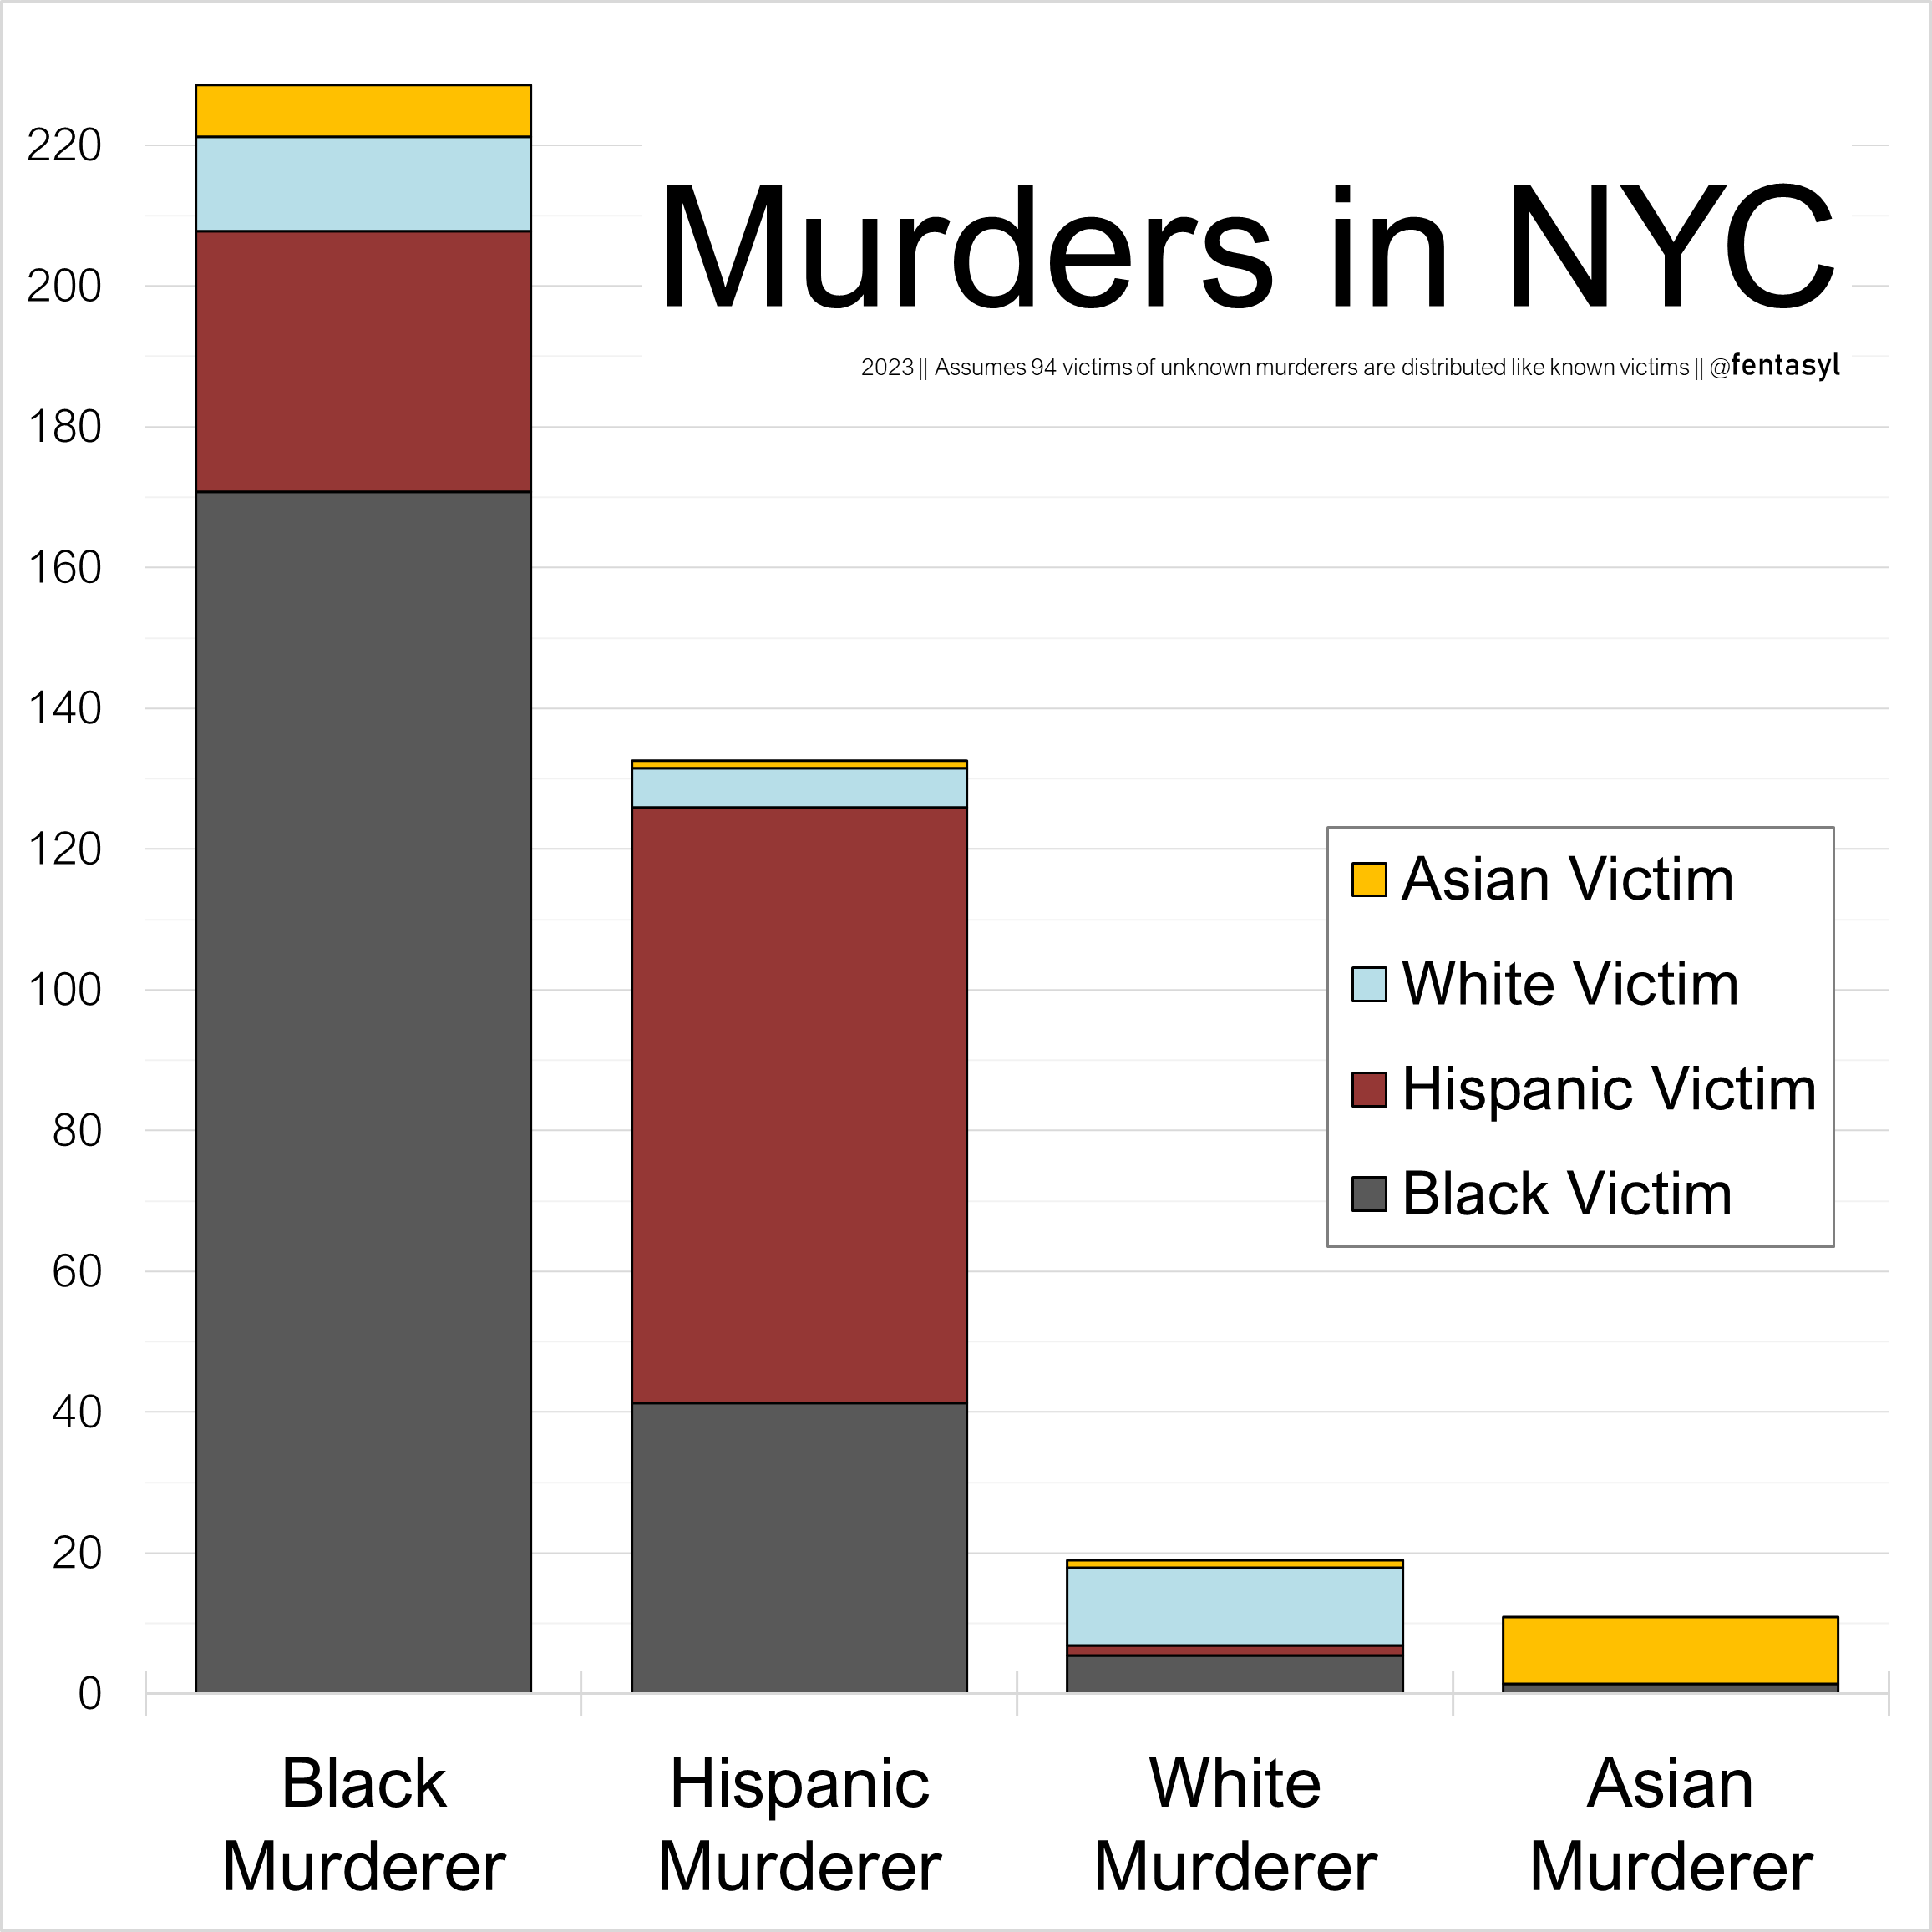 Murders in NYC
2023 || Assumes 94 victims of unknown murderers are distributed like known victims || @fentasyl
220
200
180
160
140
120
100
80
60
40
20
0
Asian Victim
White Victim
Hispanic Victim
Black Victim
Black
Murderer
Hispanic
Murderer
White
Murderer
Asian
Murderer